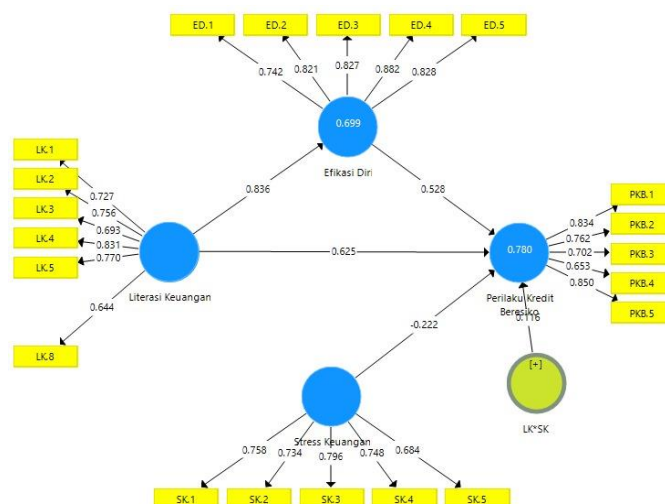 ED.1 ED.2 ED.3 ED.4 ED.5
0.742 0.821 0.827 0.882 0.828
0.699
Efikasi Diri
LK.1
LK.2
LK.3
LK.4
LK.5
LK.8
0.727
0.756
0.693
0.831
0.770
0.644
Literasi Keuangan
0.836
0.528
0.625
-0.222
0.780
Perilaku Kredit
Beresiko
0.834
0.762
0.702
0.653
0.850
PKB.1
PKB.2
PKB.3
PKB.4
PKB.5
0.116
[+]
LK*SK
Stress Keuangan
0.758 0.734 0.796 0.748 0.684
SK.1 SK.2 SK.3 SK.4 SK.5